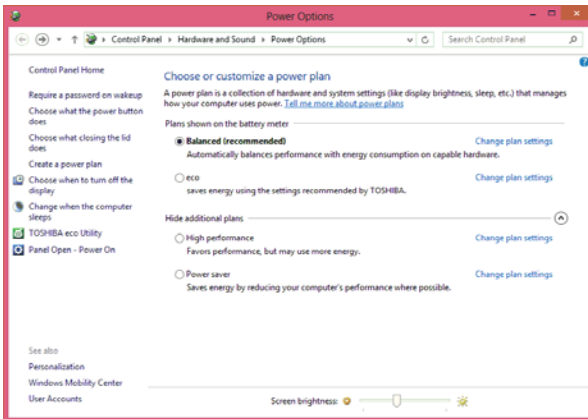 Power Options
Control Panel ▸ Hardware and Sound ▸ Power Options
Search Control Panel
Control Panel Home
Require a password on wakeup
Choose what the power button
does
Choose what closing the lid
does
Create a power plan
Choose when to turn off the
display
Change when the computer
sleeps
TOSHIBA eco Utility
Panel Open - Power On
See also
Personalization
Windows Mobility Center
User Accounts
Choose or customize a power plan
A power plan is a collection of hardware and system settings (like display brightness, sleep, etc.) that manages
how your computer uses power. Tell me more about power plans
Plans shown on the battery meter
Balanced (recommended) Change plan settings
Automatically balances performance with energy consumption on capable hardware.
eco Change plan settings
saves energy using the settings recommended by TOSHIBA.
Hide additional plans
High performance Change plan settings
Favors performance, but may use more energy.
Power saver Change plan settings
Saves energy by reducing your computer's performance where possible.
Screen brightness: